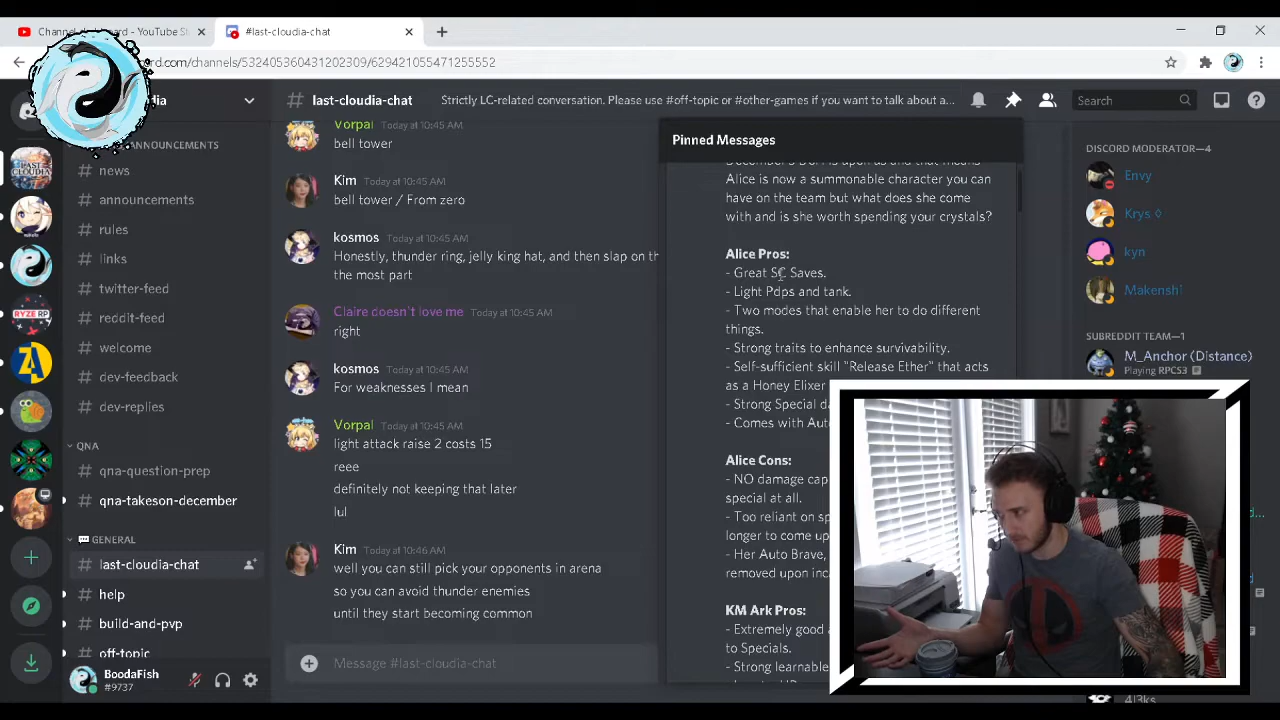 #last-cloudia-chat
rd.com/channels/532405360431202309/629421055471255552
dia
ANNOUNCEMENTS
news
announcements
rules
links
twitter-feed
reddit-feed
welcome
dev-feedback
dev-replies
QNA
qna-question-prep
qna-takeson-december
GENERAL
last-cloudia-chat
help
build-and-pvp
off-topic
BoodaFish
#9737
# last-cloudia-chat
Strictly LC-related conversation. Please use #off-topic or #other-games if you want to talk about a...
Search
Vorpal Today at 10:45 AM
bell tower
Kim Today at 10:45 AM
bell tower / From zero
kosmos Today at 10:45 AM
Honestly, thunder ring, jelly king hat, and then slap on th
the most part
Claire doesn't love me Today at 10:45 AM
right
kosmos Today at 10:45 AM
For weaknesses I mean
Vorpal Today at 10:45 AM
light attack raise 2 costs 15
reee
definitely not keeping that later
lul
Kim Today at 10:46 AM
well you can still pick your opponents in arena
so you can avoid thunder enemies
until they start becoming common
Message #last-cloudia-chat
Pinned Messages
Alice is now a summonable character you can
have on the team but what does she come
with and is she worth spending your crystals?
Alice Pros:
- Great SC Saves.
- Light Pdps and tank.
- Two modes that enable her to do different
things.
- Strong traits to enhance survivability.
- Self-sufficient skill "Release Ether" that acts
as a Honey Elixer
- Strong Special da
- Comes with Aut
Alice Cons:
- NO damage cap
special at all.
- Too reliant on sp
longer to come up
- Her Auto Brave,
removed upon inc
KM Ark Pros:
- Extremely good a
to Specials.
- Strong learnable
DISCORD MODERATOR—4
Envy
Krys ◊
kyn
Makenshi
SUBREDDIT TEAM—1
M_Anchor (Distance)
Playing RPCS3
RYZE RP